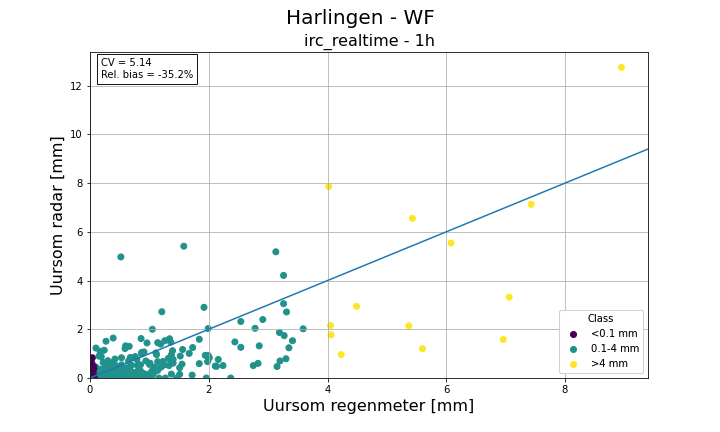 Harlingen - WF
irc_realtime - 1h
CV = 5.14
Rel. bias = -35.2%
Uursom radar [mm]
12
10
8
6
4
2
0
0
2
4
6
8
Uursom regenmeter [mm]
Class
<0.1 mm
0.1-4 mm
>4 mm